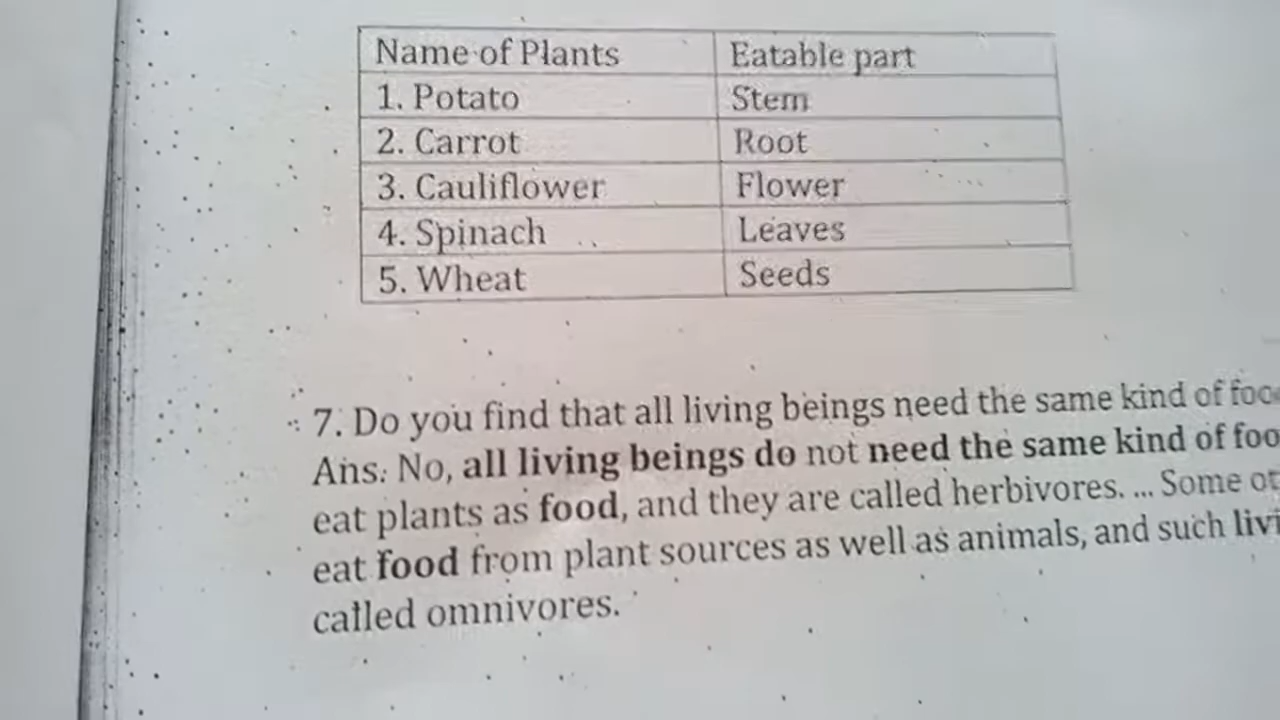 Name of Plants Eatable part
1. Potato Stem
2. Carrot Root
3. Cauliflower Flower
4. Spinach Leaves
5. Wheat Seeds
7. Do you find that all living beings need the same kind of
Ans: No, all living beings do not need the same kind of
eat plants as food, and they are called herbivores. ... Some
eat food from plant sources as well as animals, and such
called omnivores.